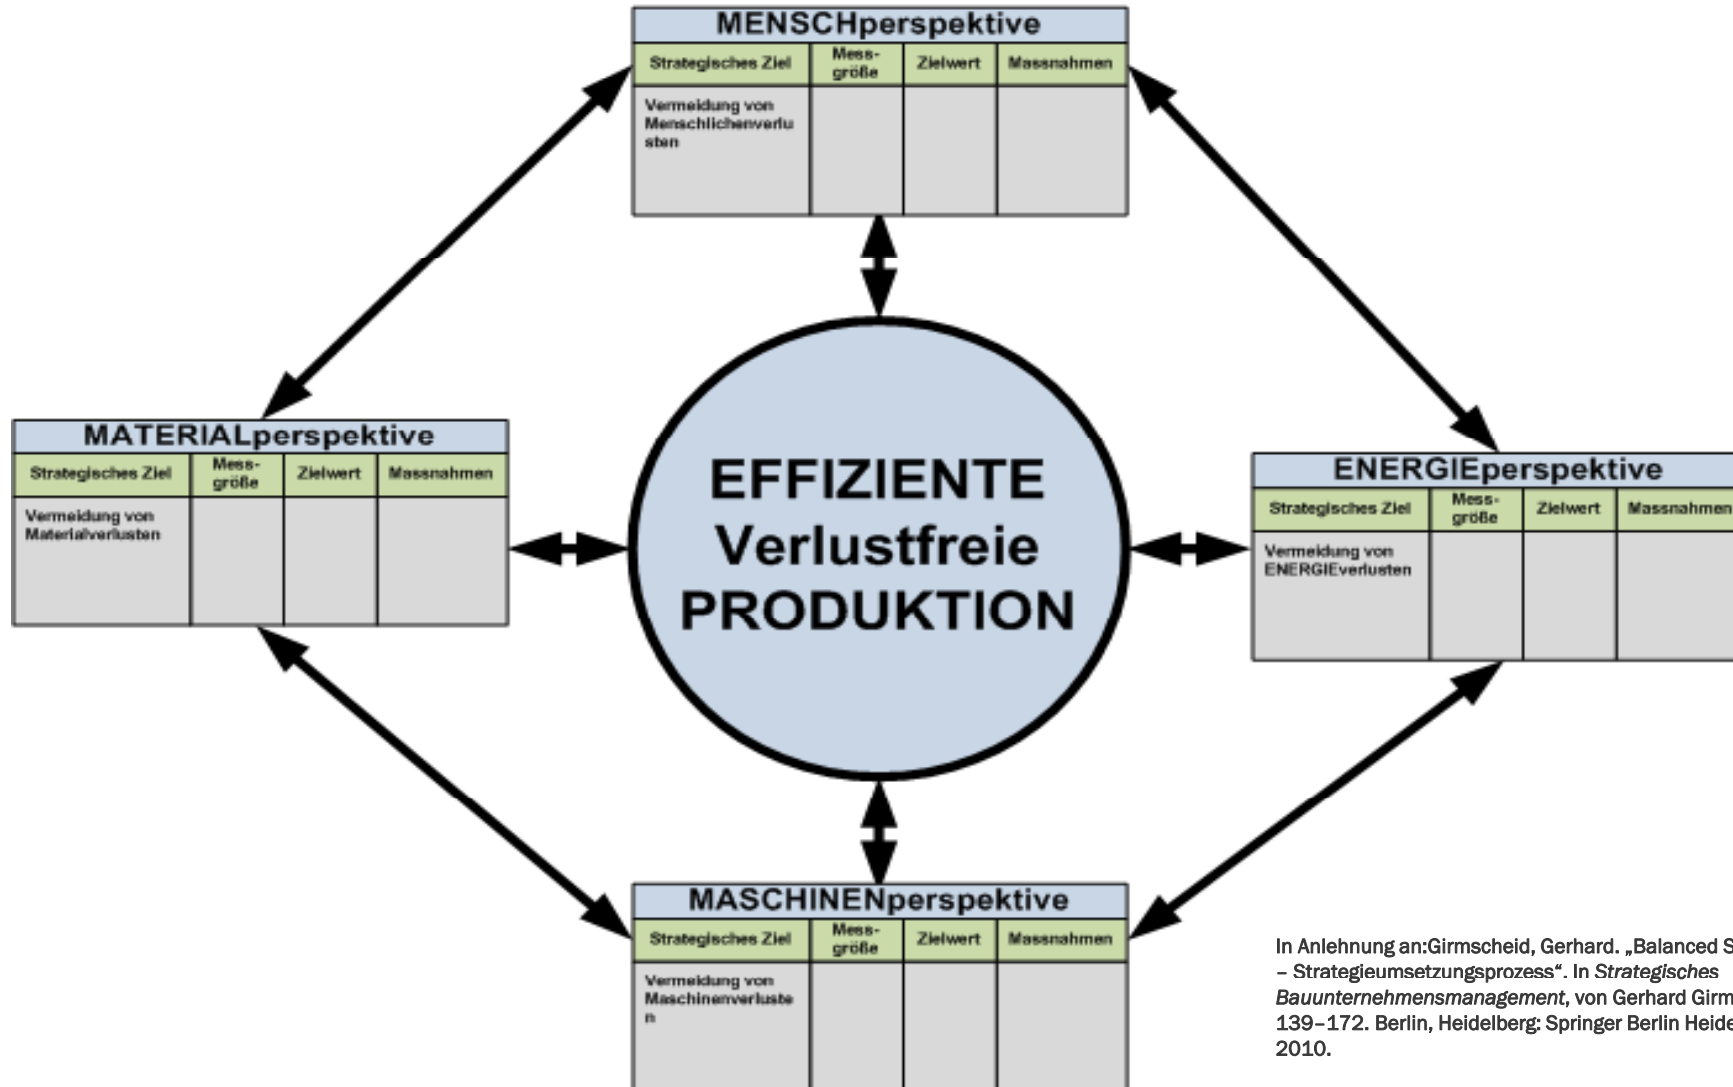 MENSCHperspektive
Strategisches Ziel
Mess-
größe
Zielwert
Massnahmen
Vermeidung von
Menschlichenverlu
sten
MATERIALperspektive
Strategisches Ziel
Mess-
größe
Zielwert
Massnahmen
Vermeidung von
Materialverlusten
EFFIZIENTE
Verlustfreie
PRODUKTION
ENERGIEperspektive
Strategisches Ziel
Mess-
größe
Zielwert
Massnahmen
Vermeidung von
ENERGIEverlusten
MASCHINENperspektive
Strategisches Ziel
Mess-
größe
Zielwert
Massnahmen
Vermeidung von
Maschinenverluste
n
In Anlehnung an:Girmscheid, Gerhard. „Balanced
– Strategieumsetzungsprozess“. In Strategisches
Bauunternehmensmanagement, von Gerhard
139–172. Berlin, Heidelberg: Springer Berlin
2010.